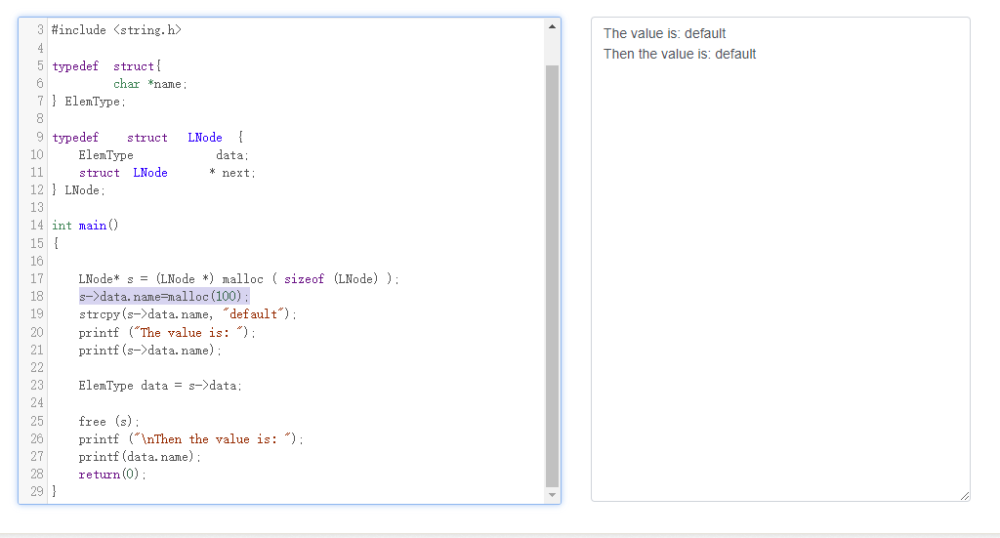 3 #include <string.h>
4
5 typedef struct{
6 char *name;
7 } ElemType;
8
9 typedef struct LNode {
10 ElemType data;
11 struct LNode * next;
12 } LNode;
13
14 int main()
15 {
16
17 LNode* s = (LNode *) malloc ( sizeof (LNode) );
18 s->data.name=malloc(100);
19 strcpy(s->data.name, "default");
20 printf ("The value is: ");
21 printf(s->data.name);
22
23 ElemType data = s->data;
24
25 free (s);
26 printf ("\nThen the value is: ");
27 printf(data.name);
28 return(0);
29 }
The value is: default
Then the value is: default